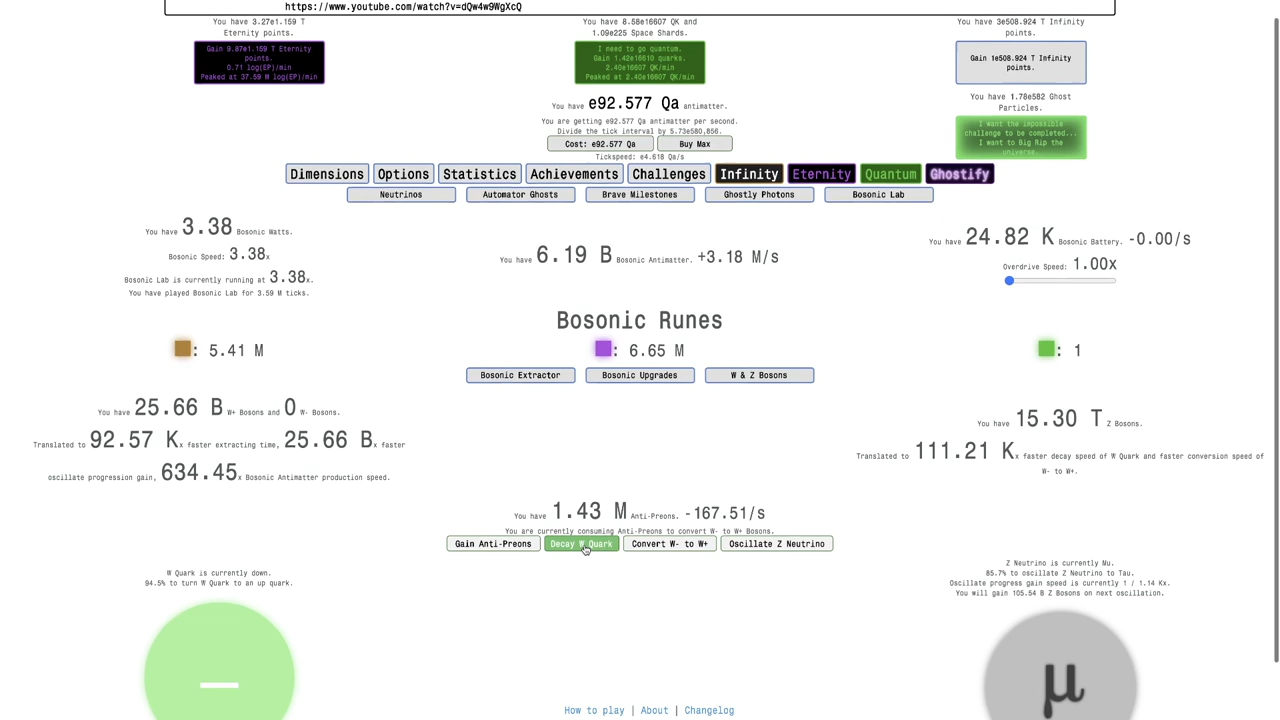 https://www.youtube.com/watch?v=dQw4w9WgXcQ
You have 3.27e1.159 T
Eternity points.
Gain 9.87e1.159 T Eternity
points.
0.71 log(EP)/min
Peaked at 37.59 M log(EP)/min
You have 8.58e16607 QK and
1.09e225 Space Shards.
I need to go quantum.
Gain 1.42e16610 quarks.
2.40e16607 QK/min
Peaked at 2.40e16607 QK/min
You have 3e508.924 T Infinity
points.
Gain 1e508.924 T Infinity
points.
You have 1.78e582 Ghost
Particles.
I want the impossible
challenge to be completed...
I want to Big Rip the
universe.
You have e92.577 Qa antimatter.
You are getting e92.577 Qa antimatter per second.
Divide the tick interval by 5.73e580,856.
Cost: e92.577 Qa
Buy Max
Tickspeed: e4.618 Qa/s
Dimensions
Options
Statistics
Achievements
Challenges
Infinity
Eternity
Quantum
Ghostify
Neutrinos
Automator Ghosts
Brave Milestones
Ghostly Photons
Bosonic Lab
You have 3.38 Bosonic Watts.
Bosonic Speed: 3.38x
Bosonic Lab is currently running at 3.38x.
You have played Bosonic Lab for 3.59 M ticks.
You have 6.19 B Bosonic Antimatter. +3.18 M/s
You have 24.82 K Bosonic Battery. -0.00/s
Overdrive Speed: 1.00x
Bosonic Runes
: 5.41 M
: 6.65 M
: 1
Bosonic Extractor
Bosonic Upgrades
W & Z Bosons
You have 25.66 B W+ Bosons and 0 W- Bosons.
Translated to 92.57 Kx faster extracting time, 25.66 Bx faster
oscillate progression gain, 634.45x Bosonic Antimatter production speed.
You have 15.30 T Z Bosons.
Translated to 111.21 Kx faster decay speed of W Quark and faster conversion speed of
W- to W+.
You have 1.43 M Anti-Preons. -167.51/s
You are currently consuming Anti-Preons to convert W- to W+ Bosons.
Gain Anti-Preons
Decay W Quark
Convert W- to W+
Oscillate Z Neutrino
W Quark is currently down.
94.5% to turn W Quark to an up quark.
Z Neutrino is currently Mu.
85.7% to oscillate Z Neutrino to Tau.
Oscillate progress gain speed is currently 1 / 1.14 Kx.
You will gain 105.54 B Z Bosons on next oscillation.
−
μ
How to play | About | Changelog